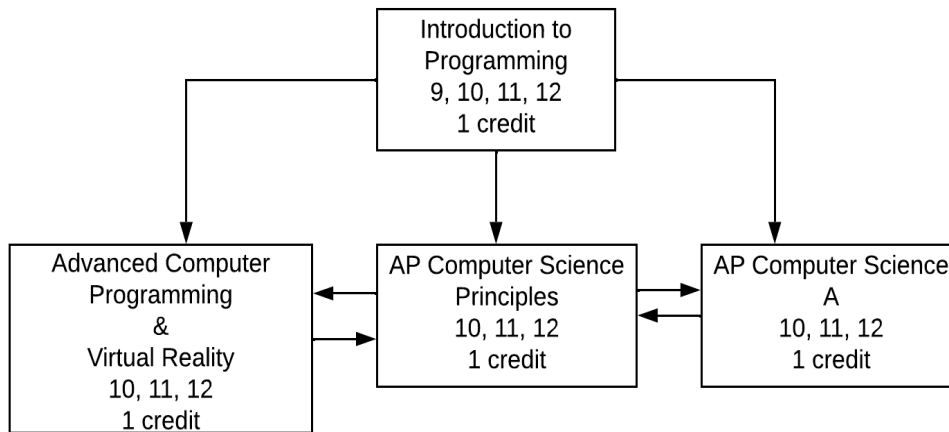 Introduction to
Programming
9, 10, 11, 12
1 credit
Advanced Computer
Programming
&
Virtual Reality
10, 11, 12
1 credit
AP Computer Science
Principles
10, 11, 12
1 credit
AP Computer Science
A
10, 11, 12
1 credit